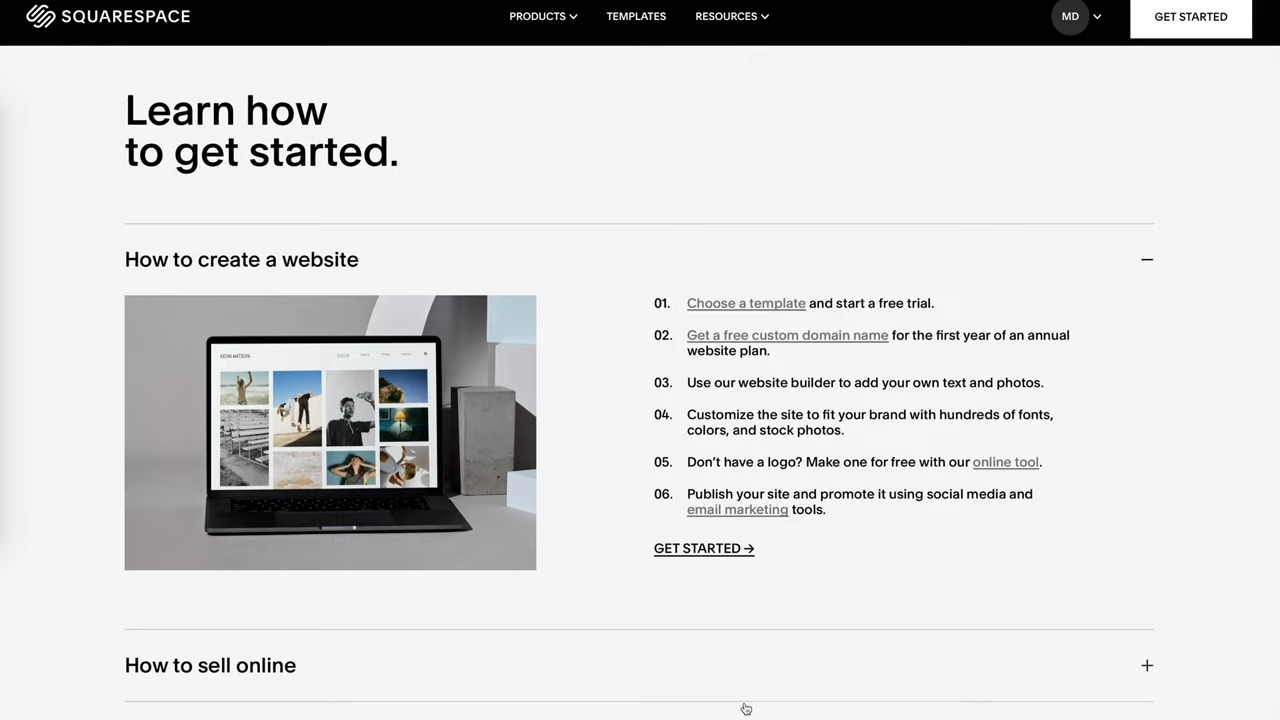 SQUARESPACE
PRODUCTS
TEMPLATES
RESOURCES
MD
GET STARTED
Learn how
to get started.
How to create a website
KEVIN MATSUYA
01. Choose a template and start a free trial.
02. Get a free custom domain name for the first year of an annual
website plan.
03. Use our website builder to add your own text and photos.
04. Customize the site to fit your brand with hundreds of fonts,
colors, and stock photos.
05. Don’t have a logo? Make one for free with our online tool.
06. Publish your site and promote it using social media and
email marketing tools.
GET STARTED →
How to sell online